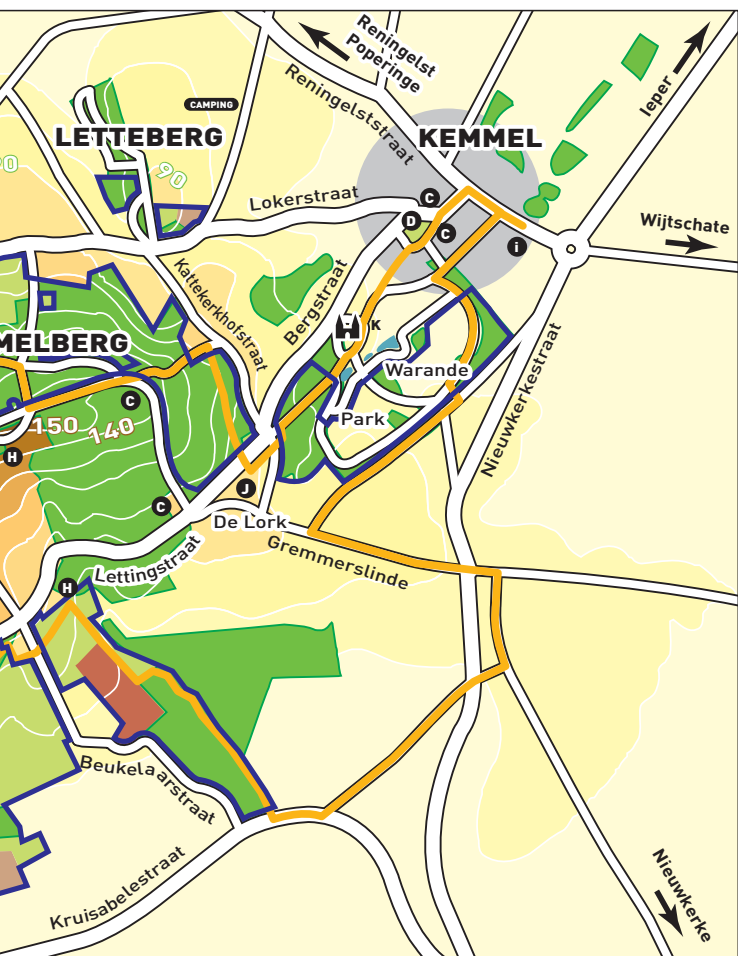 Reningelst
Poperinge
Ieper
CAMPING
Reningelststraat
LETTEBERG
KEMMEL
90
Lokerstraat
C
D
C
i
Wijtschate
Kattekerkhofstraat
Bergstraat
K
MELBERG
Nieuwkerkestraat
Warande
Park
C
150
140
H
J
C
De Lork
Gremmerslinde
Lettingstraat
H
Beukelaarstraat
Kruisabelestraat
Nieuwkerke